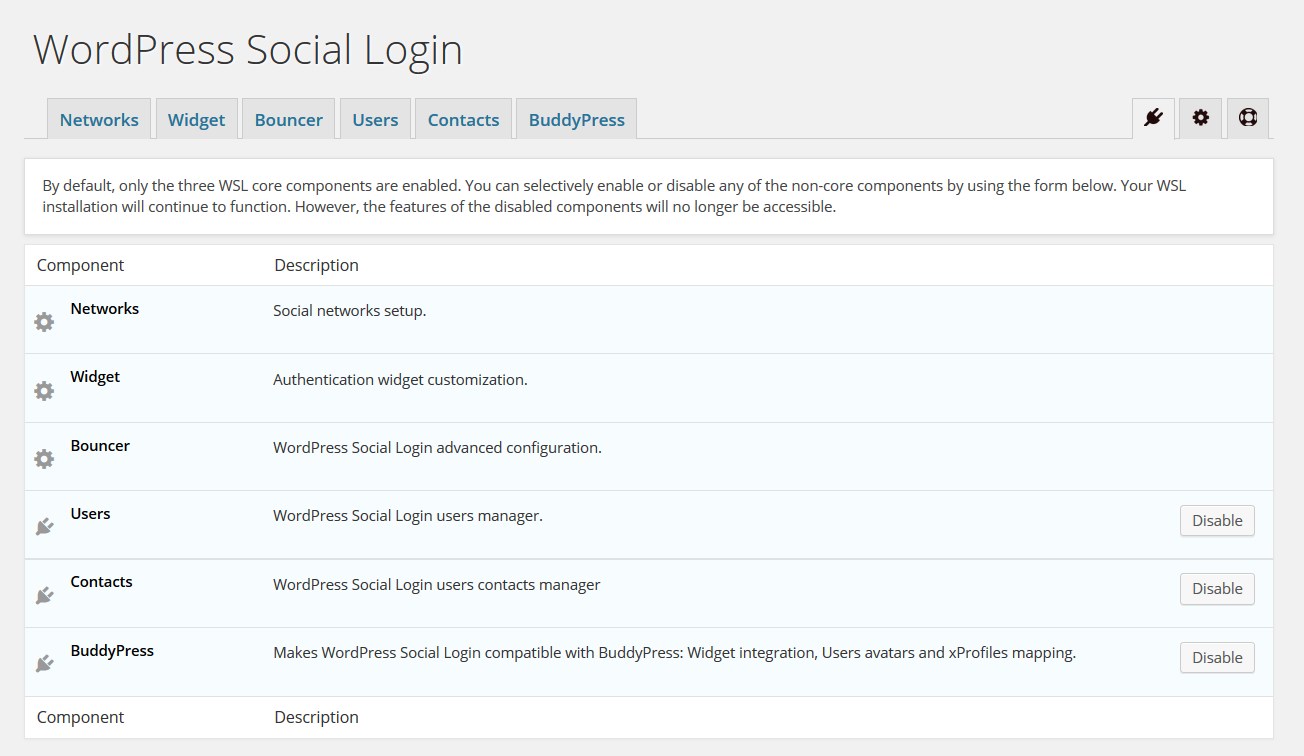 WordPress Social Login
Networks Widget Bouncer Users Contacts BuddyPress
By default, only the three WSL core components are enabled. You can selectively enable or disable any of the non-core components by using the form below. Your WSL
installation will continue to function. However, the features of the disabled components will no longer be accessible.
Component Description
Networks Social networks setup.
Widget Authentication widget customization.
Bouncer WordPress Social Login advanced configuration.
Users WordPress Social Login users manager. Disable
Contacts WordPress Social Login users contacts manager Disable
BuddyPress Makes WordPress Social Login compatible with BuddyPress: Widget integration, Users avatars and xProfiles mapping. Disable
Component Description